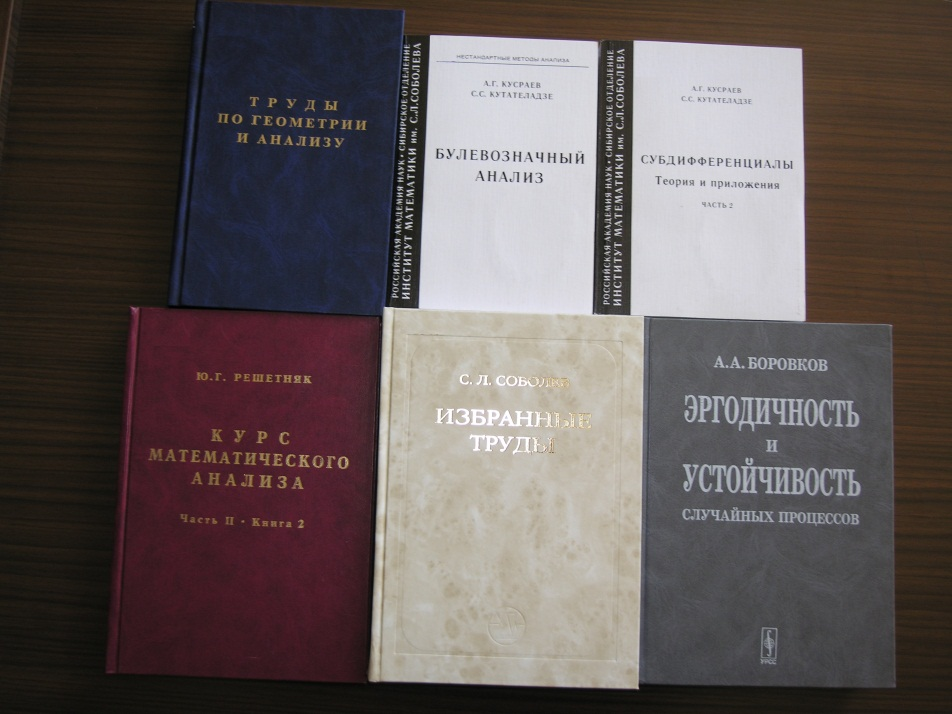 ТРУДЫ
ПО ГЕОМЕТРИИ
И АНАЛИЗУ
РОССИЙСКАЯ АКАДЕМИЯ НАУК • СИБИРСКОЕ ОТДЕЛЕНИЕ
ИНСТИТУТ МАТЕМАТИКИ им. С.Л.СОБОЛЕВА
НЕСТАНДАРТНЫЕ МЕТОДЫ АНАЛИЗА
А.Г. КУСРАЕВ
С.С. КУТАТЕЛАДЗЕ
БУЛЕВОЗНАЧНЫЙ
АНАЛИЗ
РОССИЙСКАЯ АКАДЕМИЯ НАУК • СИБИРСКОЕ ОТДЕЛЕНИЕ
ИНСТИТУТ МАТЕМАТИКИ им. С.Л.СОБОЛЕВА
А.Г. КУСРАЕВ
С.С. КУТАТЕЛАДЗЕ
СУБДИФФЕРЕНЦИАЛЫ
Теория и приложения
ЧАСТЬ 2
Ю.Г. РЕШЕТНЯК
КУРС
МАТЕМАТИЧЕСКОГО
АНАЛИЗА
Часть II • Книга 2
С. Л. СОБОЛЕВ
ИЗБРАННЫЕ
ТРУДЫ
А.А. БОРОВКОВ
ЭРГОДИЧНОСТЬ
И
УСТОЙЧИВОСТЬ
СЛУЧАЙНЫХ ПРОЦЕССОВ
УРСС